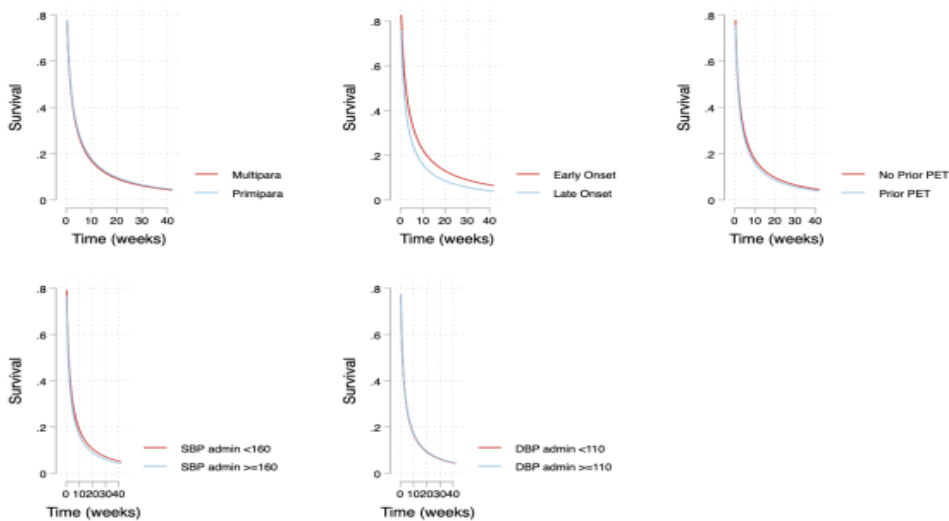 .8
.6
.4
.2
0
Survival
0 10 20 30 40
Time (weeks)
Multipara
Primipara
.8
.6
.4
.2
0
Survival
0 10 20 30 40
Time (weeks)
Early Onset
Late Onset
.8
.6
.4
.2
0
Survival
0 10 20 30 40
Time (weeks)
No Prior PET
Prior PET
.8
.6
.4
.2
0
Survival
0 10203040
Time (weeks)
SBP admin <160
SBP admin >=160
.8
.6
.4
.2
0
Survival
0 10203040
Time (weeks)
DBP admin <110
DBP admin >=110